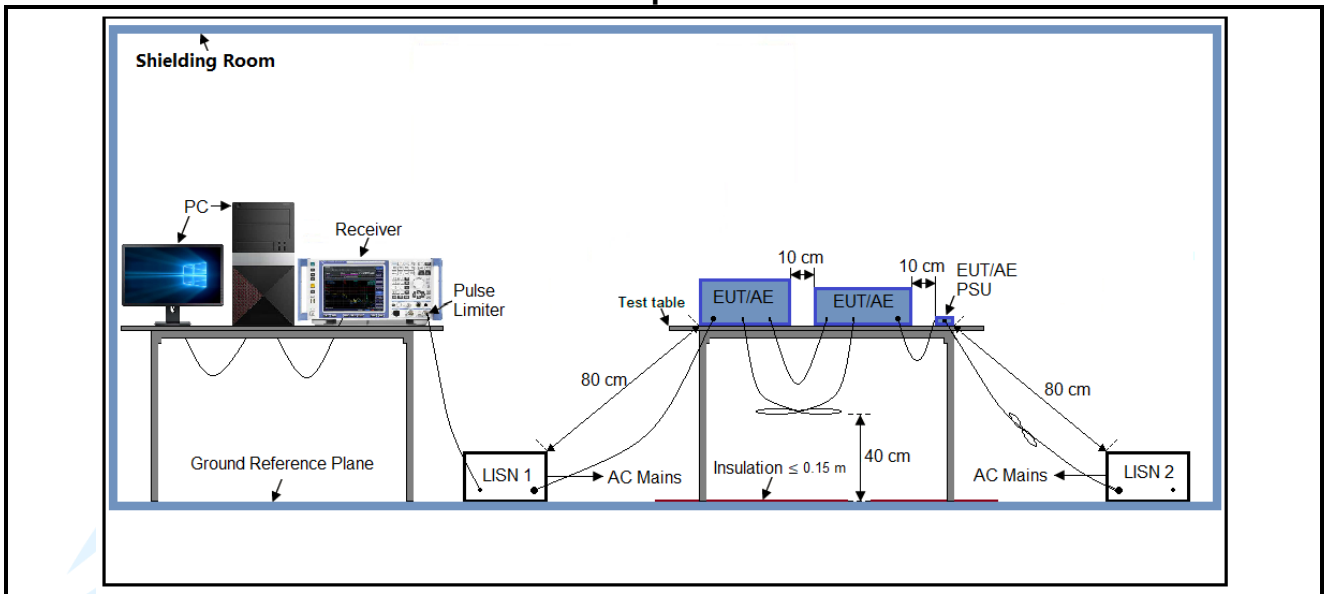 Shielding Room
PC
Receiver
Pulse
Limiter
10 cm
10 cm
EUT/AE
PSU
Test table
EUT/AE
EUT/AE
80 cm
80 cm
40 cm
Ground Reference Plane
LISN 1
AC Mains
Insulation ≤ 0.15 m
AC Mains
LISN 2